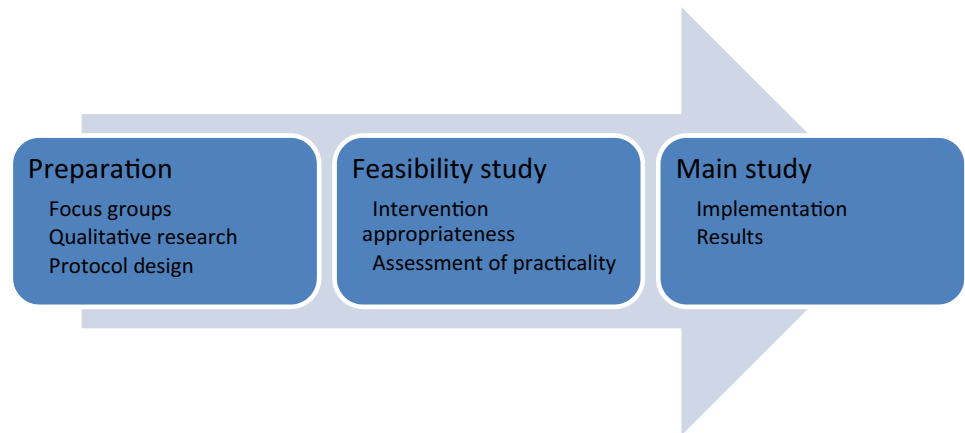 Preparation
Focus groups
Qualitative research
Protocol design
Feasibility study
Intervention
appropriateness
Assessment of practicality
Main study
Implementation
Results